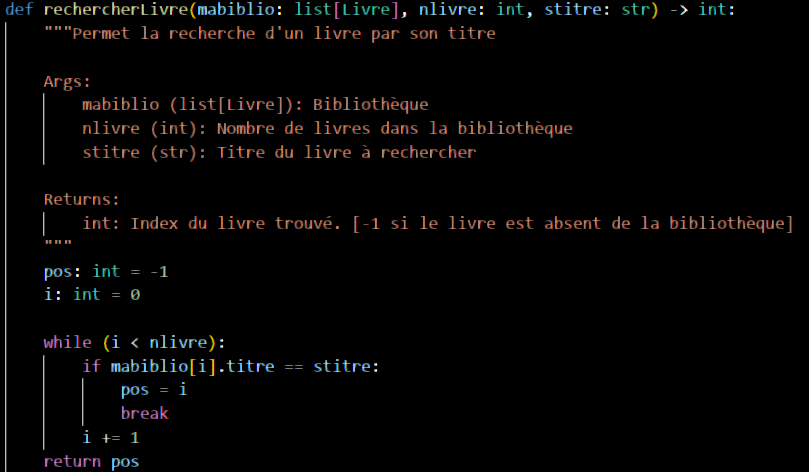 def rechercherLivre(mabiblio: list[Livre], nlivre: int, stitre: str) -> int:
"""Permet la recherche d'un livre par son titre
Args:
mabiblio (list[Livre]): Bibliothèque
nlivre (int): Nombre de livres dans la bibliothèque
stitre (str): Titre du livre à rechercher
Returns:
int: Index du livre trouvé. [-1 si le livre est absent de la bibliothèque]
"""
pos: int = -1
i: int = 0
while (i < nlivre):
if mabiblio[i].titre == stitre:
pos = i
break
i += 1
return pos